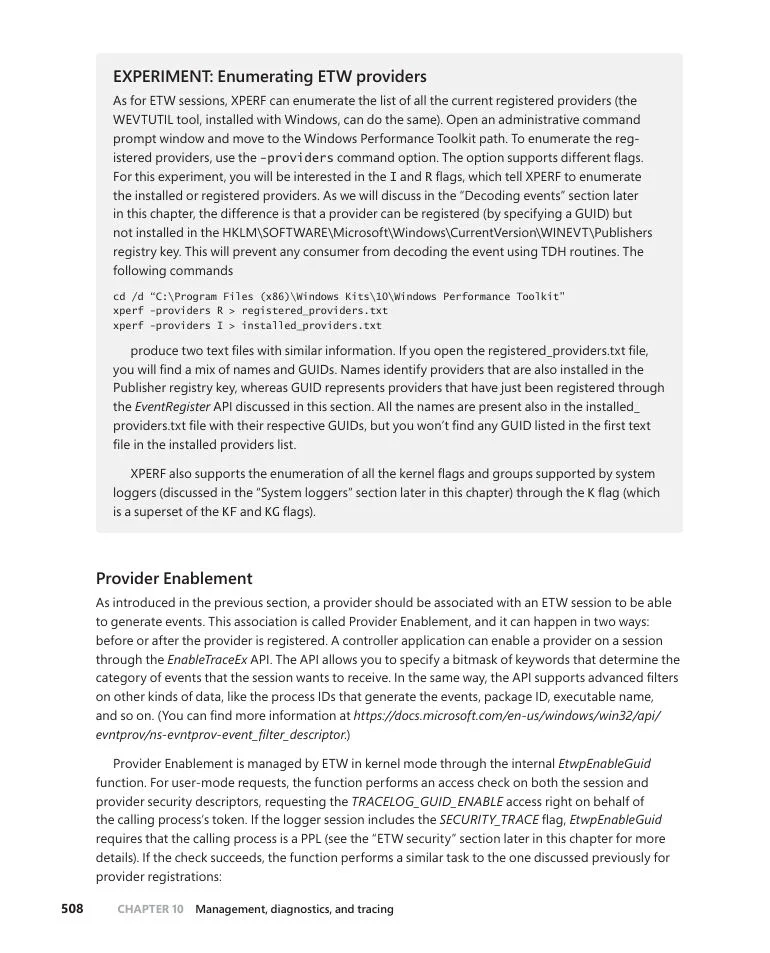 EXPERIMENT: Enumerating ETW providers
As for ETW sessions, XPERF can enumerate the list of all the current registered providers (the
WEVTUTIL tool, installed with Windows, can do the same). Open an administrative command
prompt window and move to the Windows Performance Toolkit path. To enumerate the reg-
istered providers, use the -providers command option. The option supports different flags.
For this experiment, you will be interested in the I and R flags, which tell XPERF to enumerate
the installed or registered providers. As we will discuss in the “Decoding events” section later
in this chapter, the difference is that a provider can be registered (by specifying a GUID) but
not installed in the HKLM\SOFTWARE\Microsoft\Windows\CurrentVersion\WINEVT\Publishers
registry key. This will prevent any consumer from decoding the event using TDH routines. The
following commands
cd /d “C:\Program Files (x86)\Windows Kits\10\Windows Performance Toolkit”
xperf -providers R > registered_providers.txt
xperf -providers I > installed_providers.txt
produce two text files with similar information. If you open the registered_providers.txt file,
you will find a mix of names and GUIDs. Names identify providers that are also installed in the
Publisher registry key, whereas GUID represents providers that have just been registered through
the EventRegister API discussed in this section. All the names are present also in the installed_
providers.txt file with their respective GUIDs, but you won’t find any GUID listed in the first text
file in the installed providers list.
XPERF also supports the enumeration of all the kernel flags and groups supported by system
loggers (discussed in the “System loggers” section later in this chapter) through the K flag (which
is a superset of the KF and KG flags).
Provider Enablement
As introduced in the previous section, a provider should be associated with an ETW session to be able
to generate events. This association is called Provider Enablement, and it can happen in two ways:
before or after the provider is registered. A controller application can enable a provider on a session
through the EnableTraceEx API. The API allows you to specify a bitmask of keywords that determine the
category of events that the session wants to receive. In the same way, the API supports advanced filters
on other kinds of data, like the process IDs that generate the events, package ID, executable name,
and so on. (You can find more information at https://docs.microsoft.com/en-us/windows/win32/api/
evntprov/ns-evntprov-event_filter_descriptor.)
Provider Enablement is managed by ETW in kernel mode through the internal EtwpEnableGuid
function. For user-mode requests, the function performs an access check on both the session and
provider security descriptors, requesting the TRACELOG_GUID_ENABLE access right on behalf of
the calling process’s token. If the logger session includes the SECURITY_TRACE flag, EtwpEnableGuid
requires that the calling process is a PPL (see the “ETW security” section later in this chapter for more
details). If the check succeeds, the function performs a similar task to the one discussed previously for
provider registrations:
508 CHAPTER 10 Management, diagnostics, and tracing